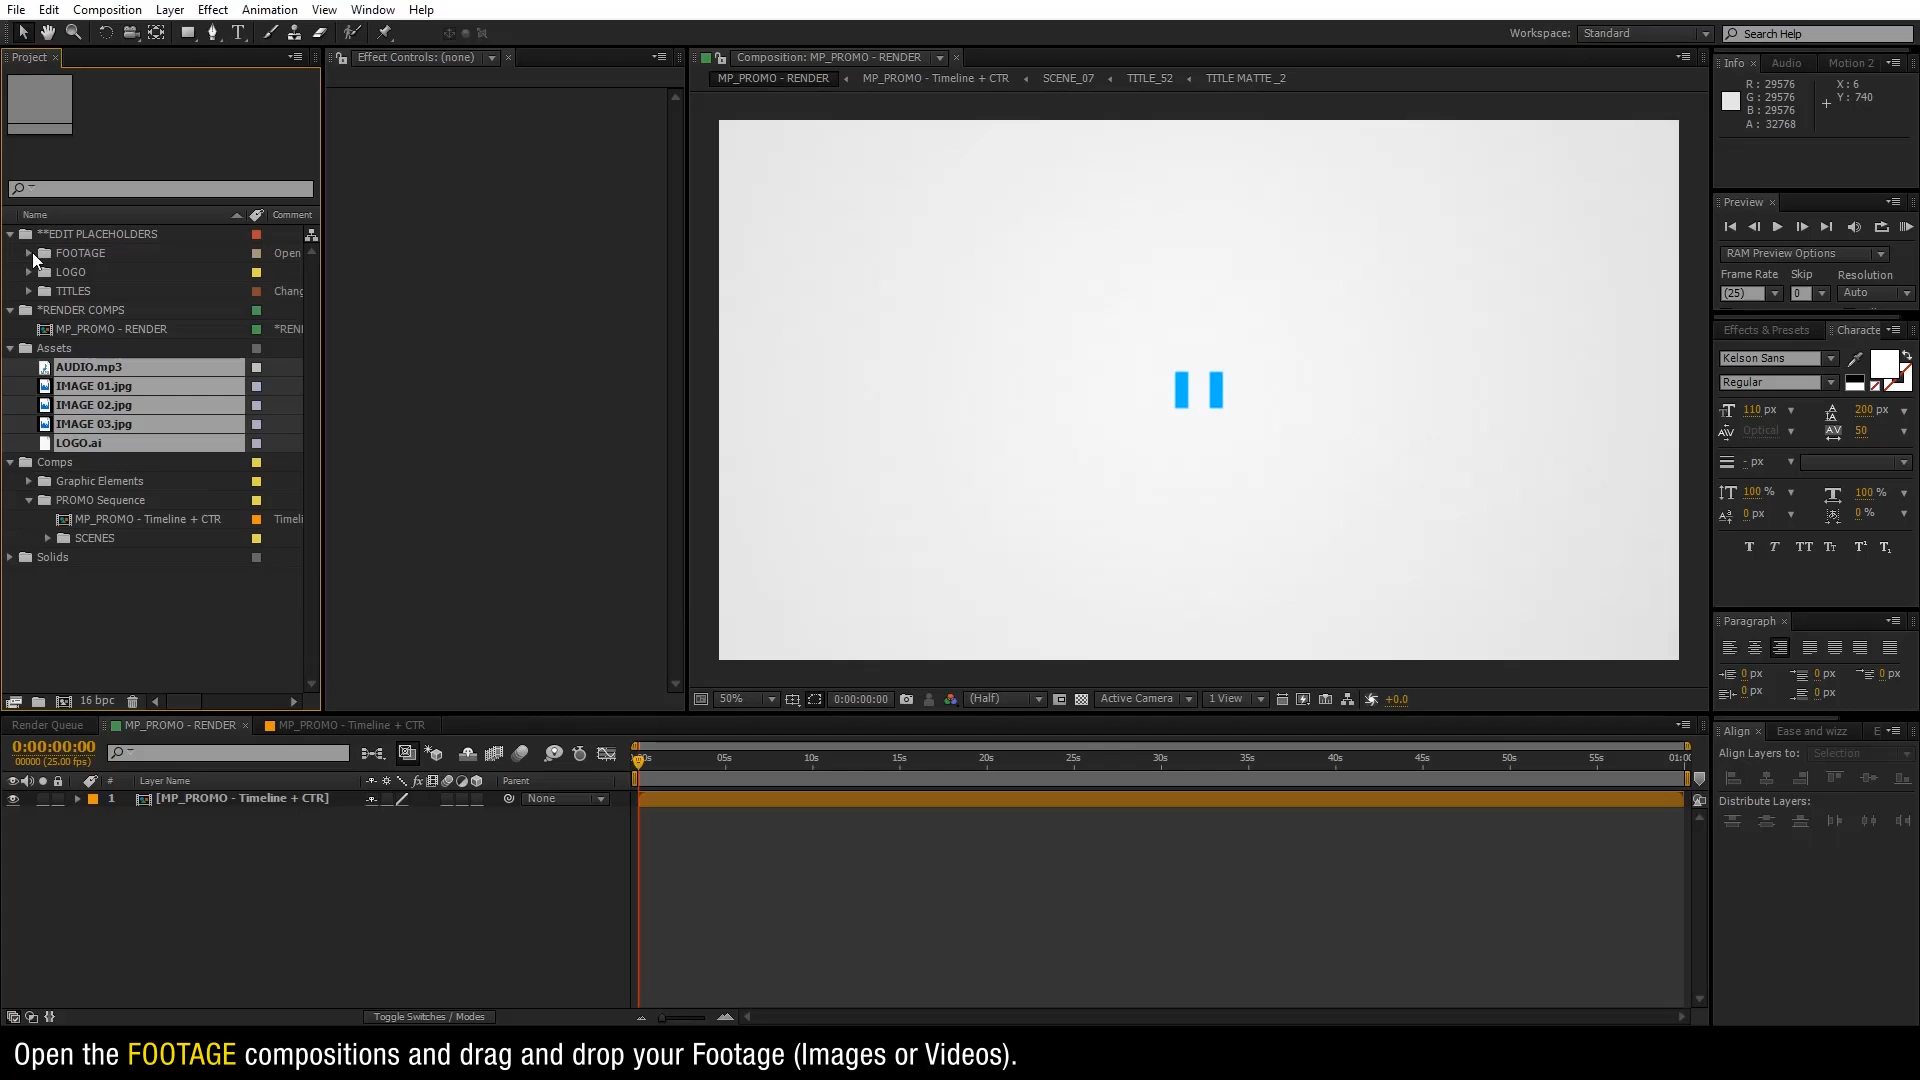 File Edit Composition Layer Effect Animation View Window Help
Workspace: Standard Search Help
Project Effect Controls: (none) Composition: MP_PROMO - RENDER
MP_PROMO - RENDER MP_PROMO - Timeline + CTR SCENE_07 TITLE_52 TITLE MATTE _2
Info Audio Motion 2
R : 29576 X : 6
G : 29576 Y : 740
B : 29576
A : 32768
Name Comment
**EDIT PLACEHOLDERS
FOOTAGE Open
LOGO
TITLES Chang
*RENDER COMPS
MP_PROMO - RENDER *REN
Assets
AUDIO.mp3
IMAGE 01.jpg
IMAGE 02.jpg
IMAGE 03.jpg
LOGO.ai
Comps
Graphic Elements
PROMO Sequence
MP_PROMO - Timeline + CTR Timeli
SCENES
Solids
16 bpc
50% 0:00:00:00 (Half) Active Camera 1 View +0.0
Preview
RAM Preview Options
Frame Rate Skip Resolution
(25) 0 Auto
Effects & Presets Characte
Kelson Sans
Regular
110 px 200 px
Optical 50
- px
100 % 100 %
0 px 0 %
T T TT Tt T¹ T₁
Paragraph
0 px 0 px 0 px
0 px 0 px
Render Queue MP_PROMO - RENDER MP_PROMO - Timeline + CTR
0:00:00:00
00000 (25.00 fps)
00s 05s 10s 15s 20s 25s 30s 35s 40s 45s 50s 55s 01:00
# Layer Name fx Parent
1 [MP_PROMO - Timeline + CTR] None
Toggle Switches / Modes
Align Ease and wizz E
Align Layers to: Selection
Distribute Layers:
Open the FOOTAGE compositions and drag and drop your Footage (Images or Videos).